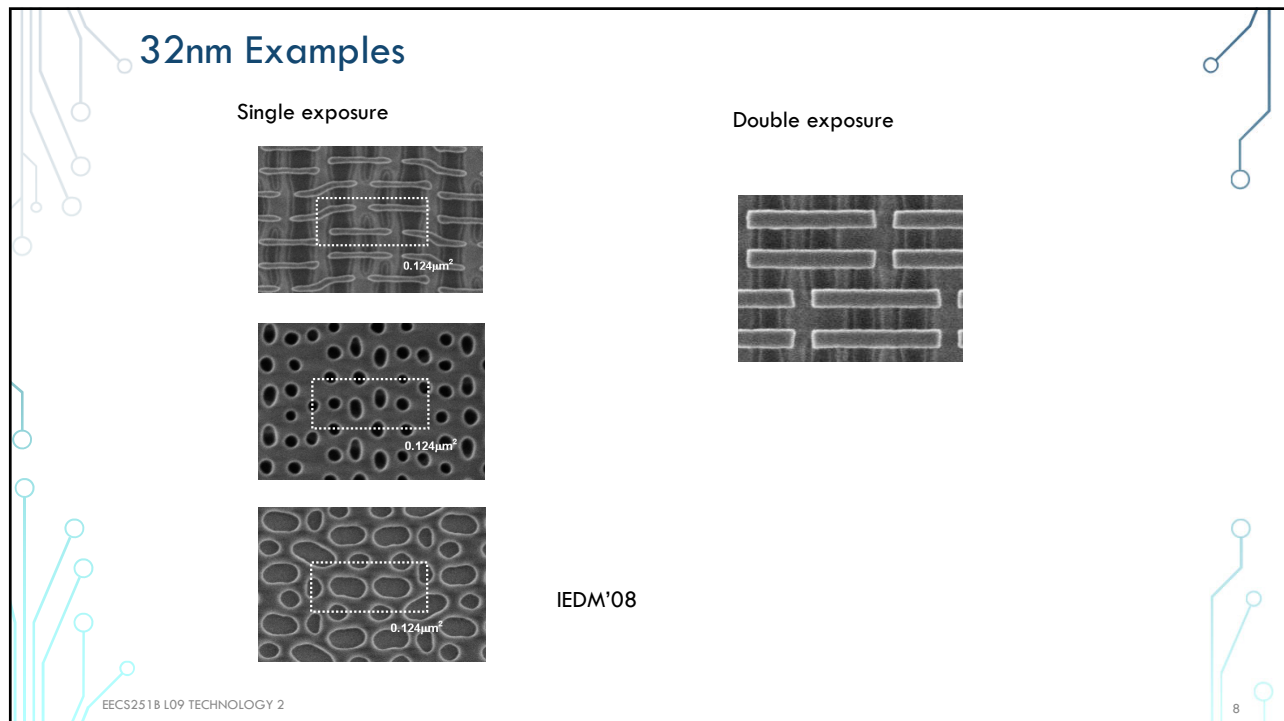 32nm Examples
Single exposure
Double exposure
0.124μm²
0.124μm²
0.124μm²
IEDM’08
EECS251B L09 TECHNOLOGY 2
8